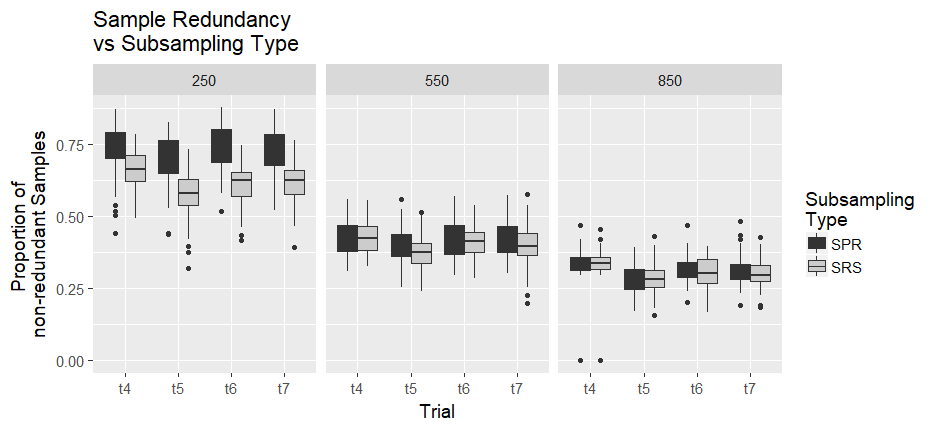 Sample Redundancy
vs Subsampling Type
250
550
850
Proportion of
non-redundant Samples
0.75
0.50
0.25
0.00
t4 t5 t6 t7
t4 t5 t6 t7
t4 t5 t6 t7
Trial
Subsampling
Type
SPR
SRS